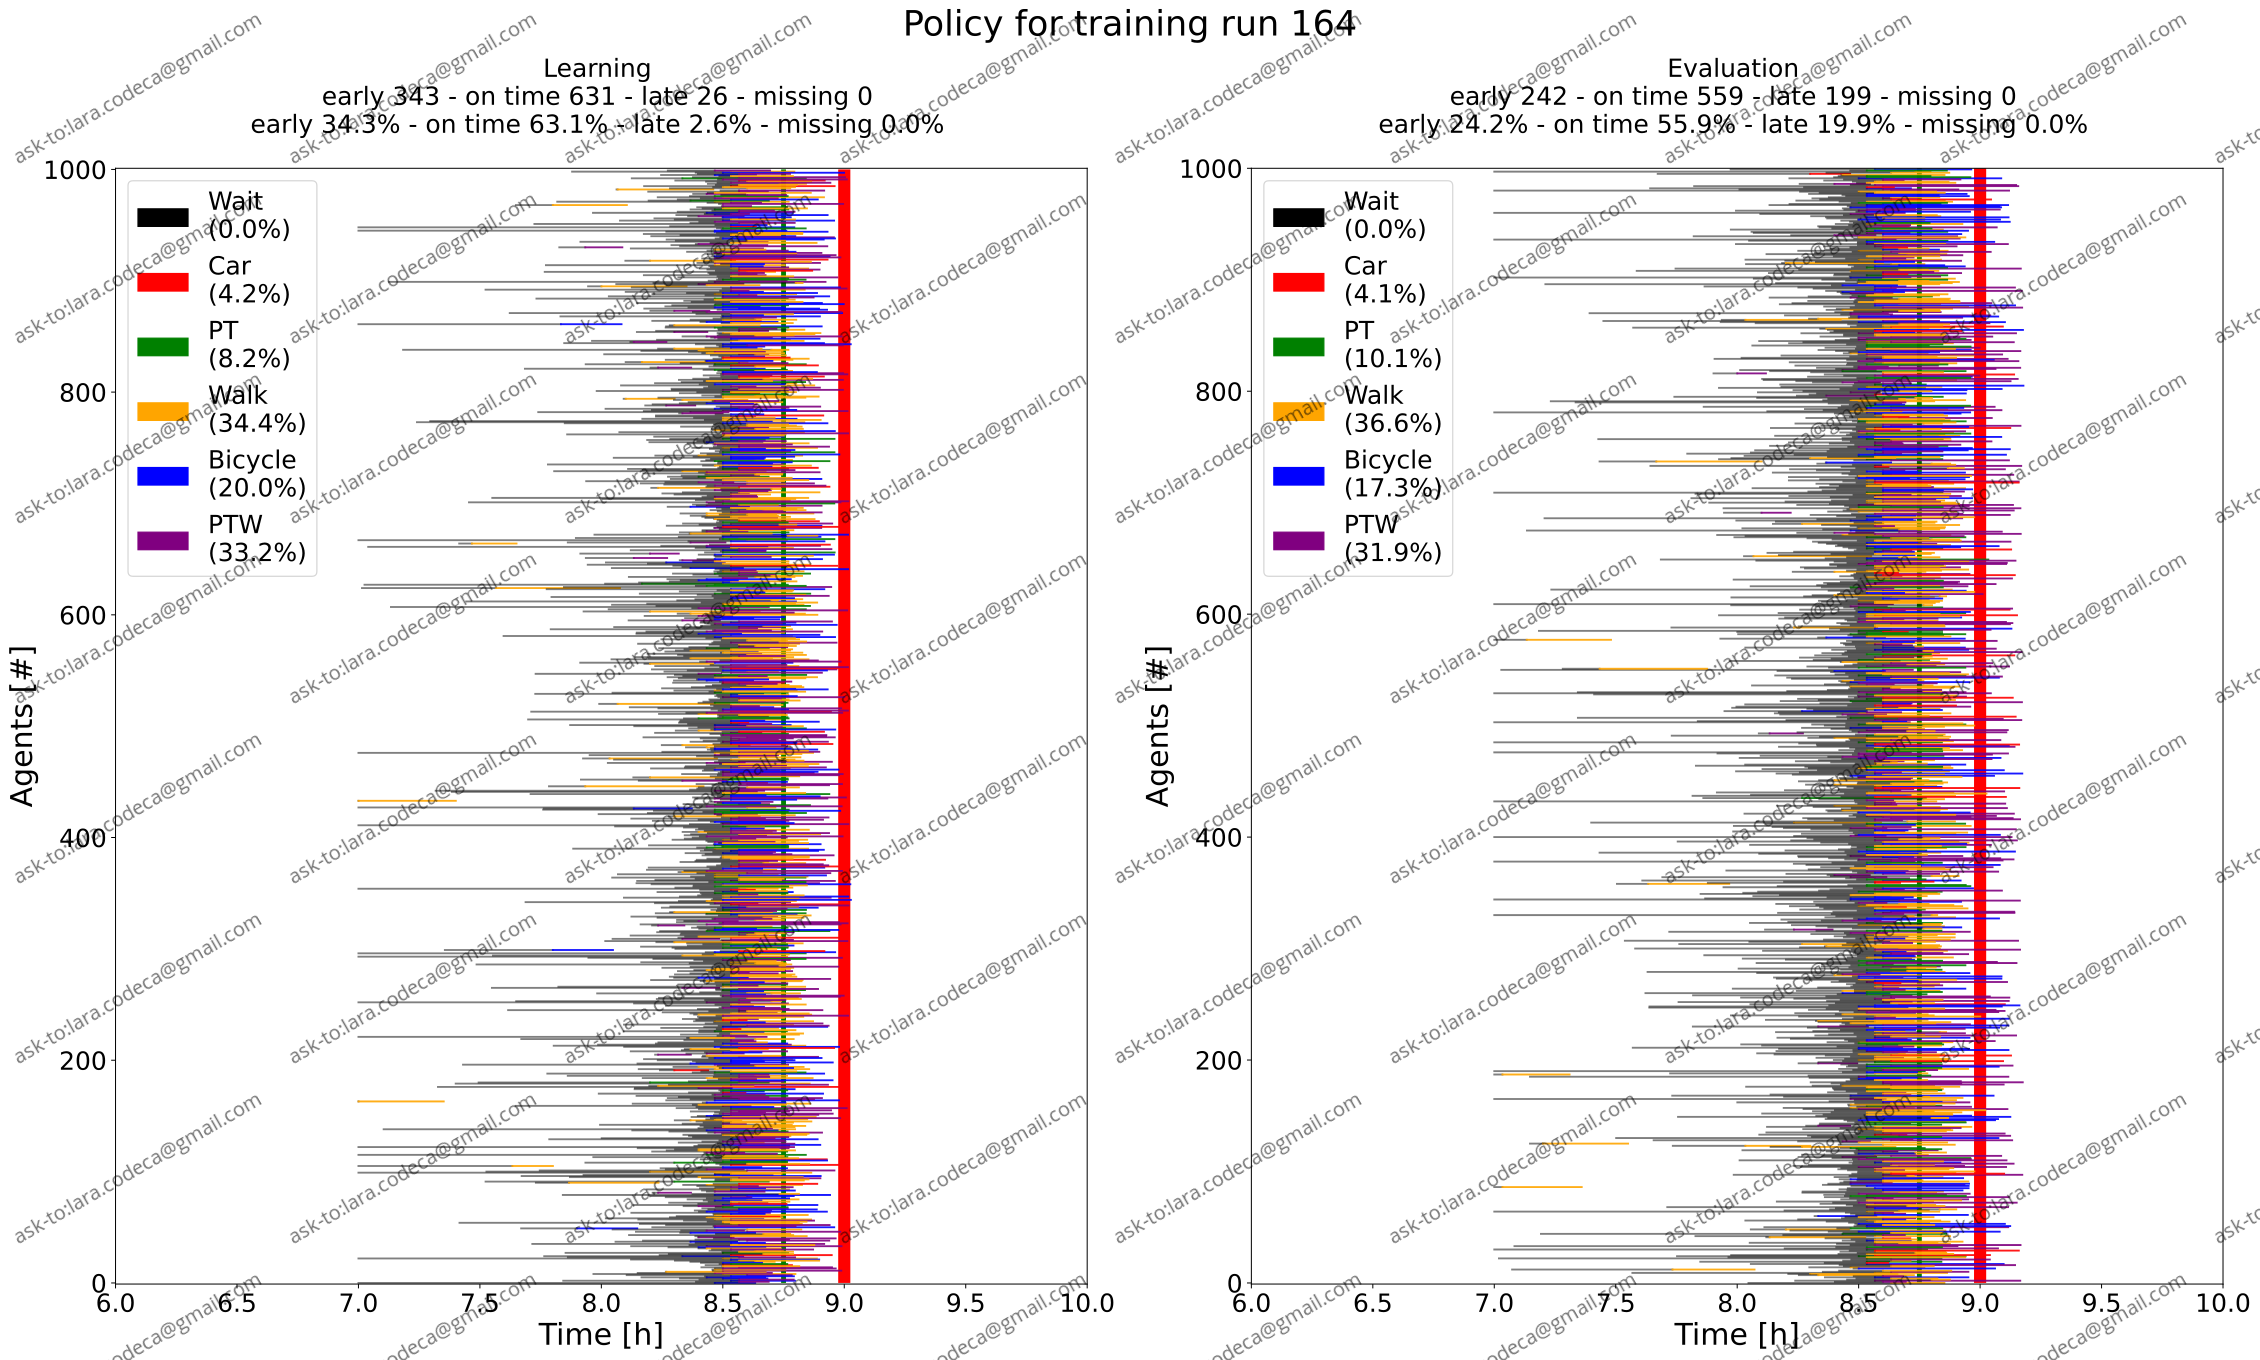 Policy for training run 164
Learning
early 343 - on time 631 - late 26 - missing 0
early 34.3% - on time 63.1% - late 2.6% - missing 0.0%
1000
800
600
400
200
0
Agents [#]
Wait
(0.0%)
Car
(4.2%)
PT
(8.2%)
Walk
(34.4%)
Bicycle
(20.0%)
PTW
(33.2%)
6.0 6.5 7.0 7.5 8.0 8.5 9.0 9.5 10.0
Time [h]
Evaluation
early 242 - on time 559 - late 199 - missing 0
early 24.2% - on time 55.9% - late 19.9% - missing 0.0%
1000
800
600
400
200
0
Agents [#]
Wait
(0.0%)
Car
(4.1%)
PT
(10.1%)
Walk
(36.6%)
Bicycle
(17.3%)
PTW
(31.9%)
6.0 6.5 7.0 7.5 8.0 8.5 9.0 9.5 10.0
Time [h]
ask-to:lara.codeca@gmail.com